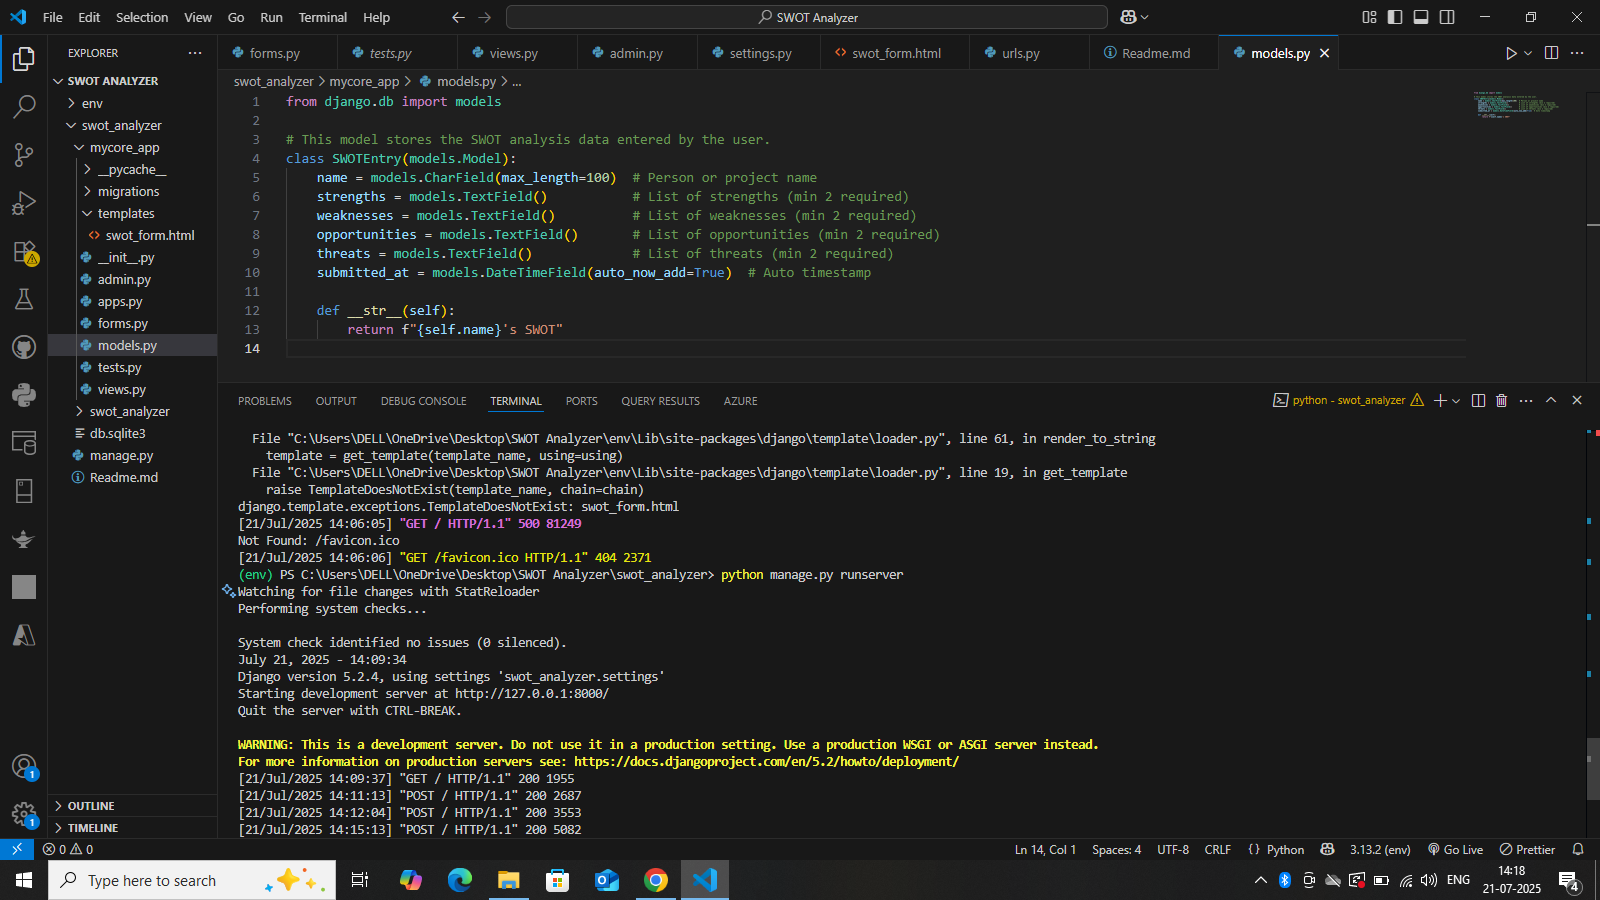 File Edit Selection View Go Run Terminal Help
SWOT Analyzer
EXPLORER
SWOT ANALYZER
env
swot_analyzer
mycore_app
__pycache__
migrations
templates
swot_form.html
__init__.py
admin.py
apps.py
forms.py
models.py
tests.py
views.py
swot_analyzer
db.sqlite3
manage.py
Readme.md
OUTLINE
TIMELINE
forms.py tests.py views.py admin.py settings.py swot_form.html urls.py Readme.md models.py
swot_analyzer > mycore_app > models.py > ...
1 from django.db import models
2
3 # This model stores the SWOT analysis data entered by the user.
4 class SWOTEntry(models.Model):
5 name = models.CharField(max_length=100) # Person or project name
6 strengths = models.TextField() # List of strengths (min 2 required)
7 weaknesses = models.TextField() # List of weaknesses (min 2 required)
8 opportunities = models.TextField() # List of opportunities (min 2 required)
9 threats = models.TextField() # List of threats (min 2 required)
10 submitted_at = models.DateTimeField(auto_now_add=True) # Auto timestamp
11
12 def __str__(self):
13 return f"{self.name}'s SWOT"
14
PROBLEMS OUTPUT DEBUG CONSOLE TERMINAL PORTS QUERY RESULTS AZURE
python - swot_analyzer
File "C:\Users\DELL\OneDrive\Desktop\SWOT Analyzer\env\Lib\site-packages\django\template\loader.py", line 61, in render_to_string
template = get_template(template_name, using=using)
File "C:\Users\DELL\OneDrive\Desktop\SWOT Analyzer\env\Lib\site-packages\django\template\loader.py", line 19, in get_template
raise TemplateDoesNotExist(template_name, chain=chain)
django.template.exceptions.TemplateDoesNotExist: swot_form.html
[21/Jul/2025 14:06:05] "GET / HTTP/1.1" 500 81249
Not Found: /favicon.ico
[21/Jul/2025 14:06:06] "GET /favicon.ico HTTP/1.1" 404 2371
(env) PS C:\Users\DELL\OneDrive\Desktop\SWOT Analyzer\swot_analyzer> python manage.py runserver
Watching for file changes with StatReloader
Performing system checks...
System check identified no issues (0 silenced).
July 21, 2025 - 14:09:34
Django version 5.2.4, using settings 'swot_analyzer.settings'
Starting development server at http://127.0.0.1:8000/
Quit the server with CTRL-BREAK.
WARNING: This is a development server. Do not use it in a production setting. Use a production WSGI or ASGI server instead.
For more information on production servers see: https://docs.djangoproject.com/en/5.2/howto/deployment/
[21/Jul/2025 14:09:37] "GET / HTTP/1.1" 200 1955
[21/Jul/2025 14:11:13] "POST / HTTP/1.1" 200 2687
[21/Jul/2025 14:12:04] "POST / HTTP/1.1" 200 3553
[21/Jul/2025 14:15:13] "POST / HTTP/1.1" 200 5082
1
1
0 0
Ln 14, Col 1 Spaces: 4 UTF-8 CRLF Python 3.13.2 (env) Go Live Prettier
Type here to search
ENG
14:18
21-07-2025
4